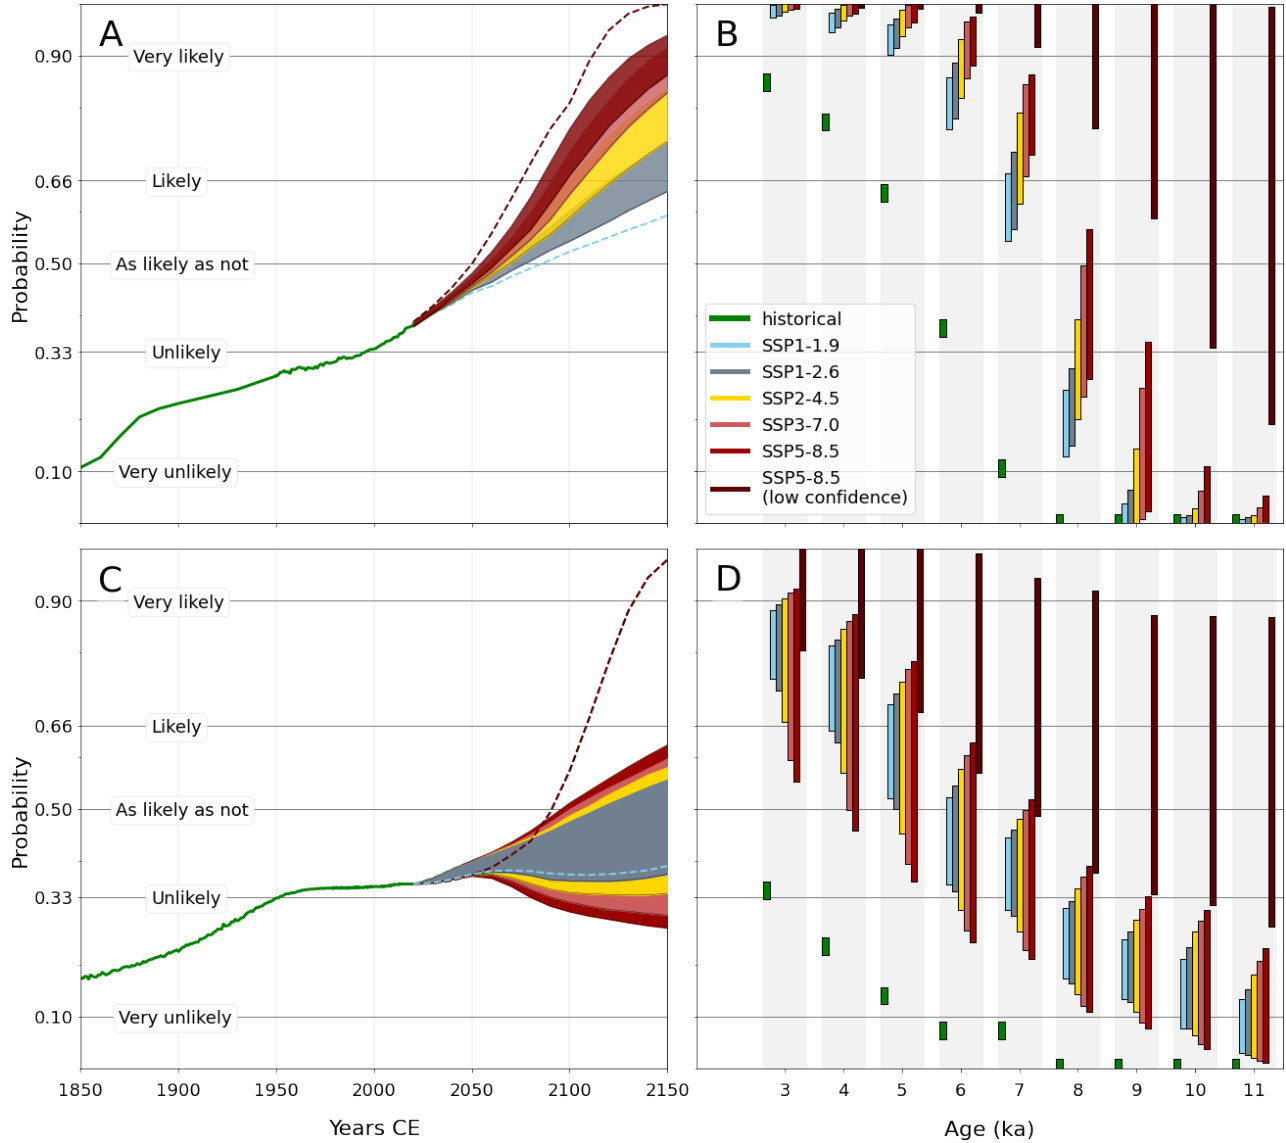 A
B
Probability
0.90
0.66
0.50
0.33
0.10
Very likely
Likely
As likely as not
Unlikely
Very unlikely
historical
SSP1-1.9
SSP1-2.6
SSP2-4.5
SSP3-7.0
SSP5-8.5
SSP5-8.5
(low confidence)
C
D
Probability
0.90
0.66
0.50
0.33
0.10
Very likely
Likely
As likely as not
Unlikely
Very unlikely
1850 1900 1950 2000 2050 2100 2150
Years CE
3 4 5 6 7 8 9 10 11
Age (ka)